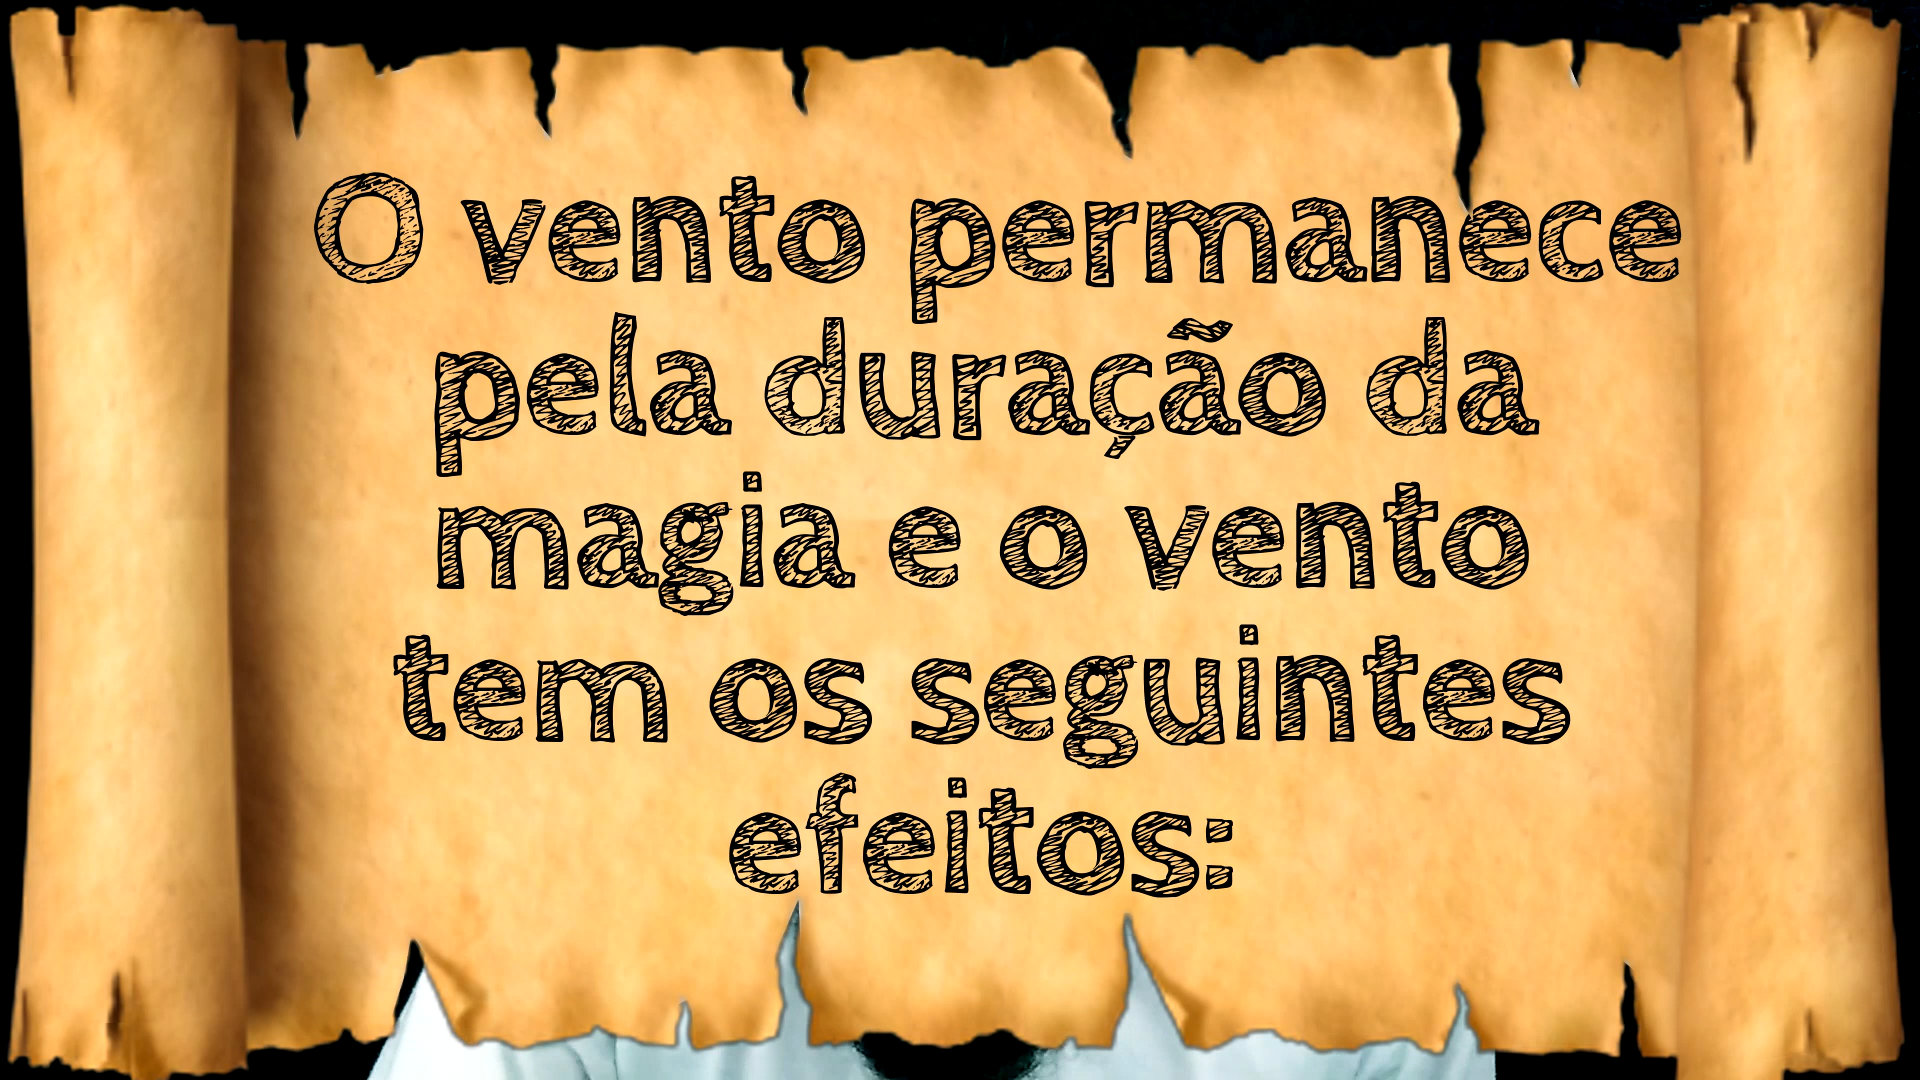 O vento permanece
pela duração da
magia e o vento
tem os seguintes
efeitos: